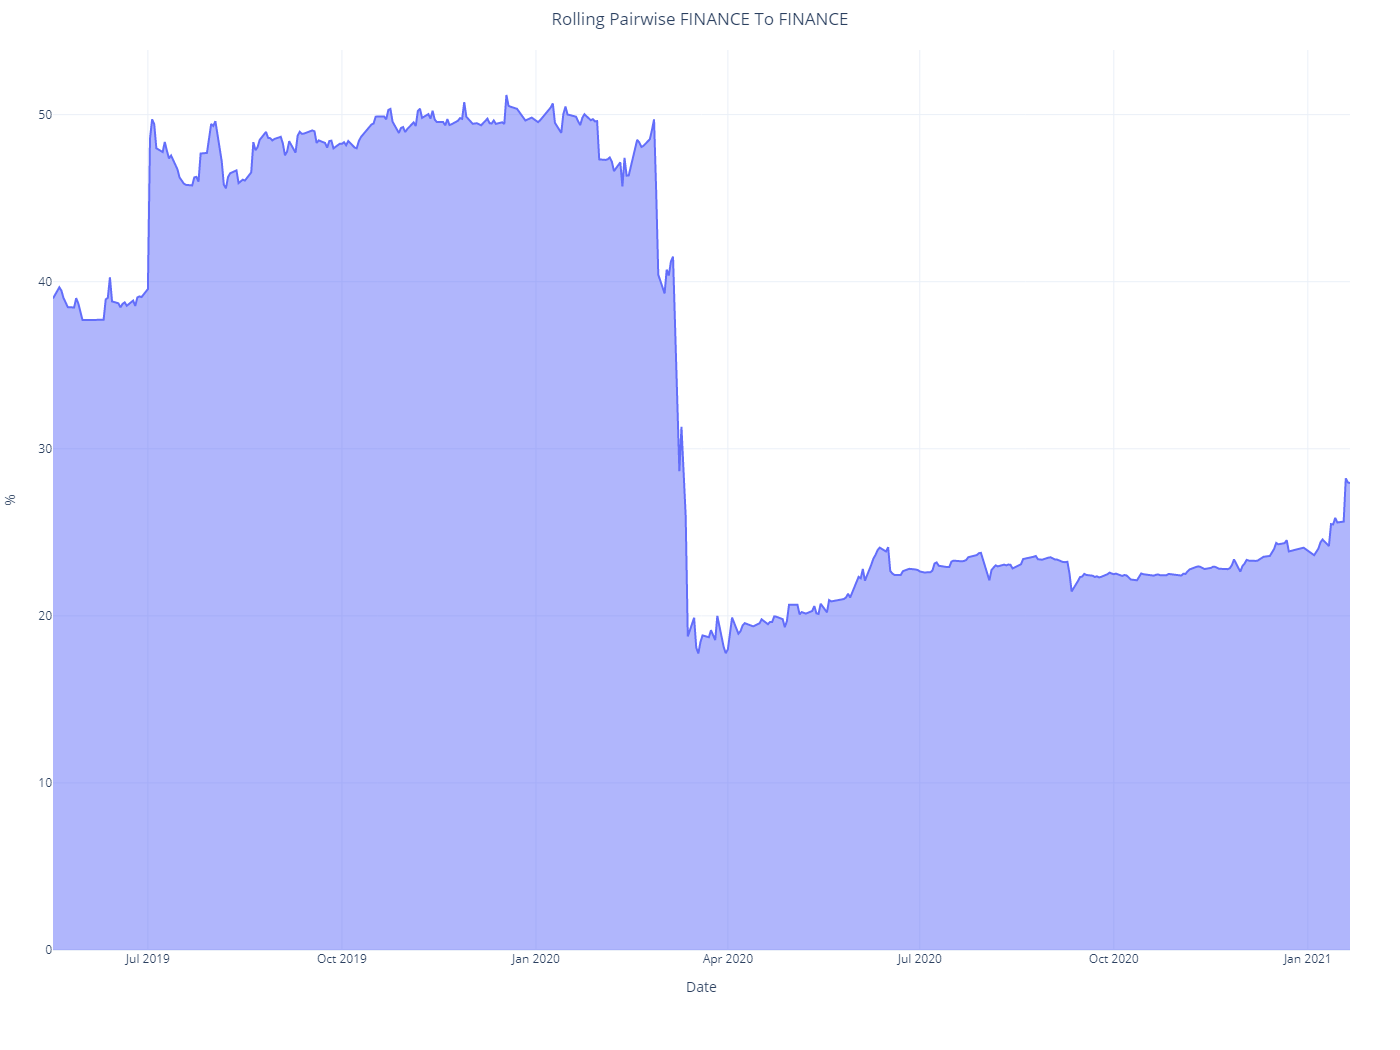 Rolling Pairwise FINANCE To FINANCE
50
40
30
20
10
0
%
Jul 2019
Oct 2019
Jan 2020
Apr 2020
Jul 2020
Oct 2020
Jan 2021
Date